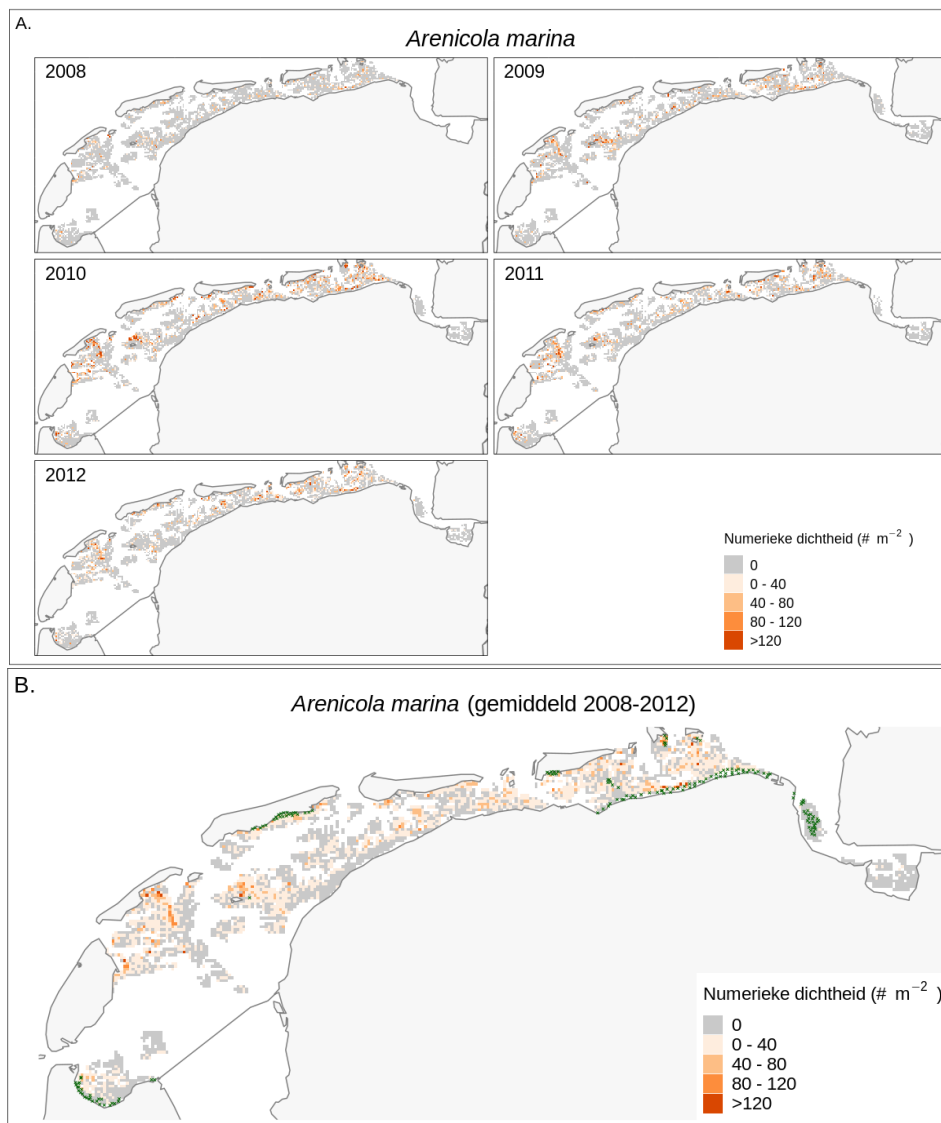 A.
Arenicola marina
2008
2009
2010
2011
2012
Numerieke dichtheid (# m⁻² )
0
0 - 40
40 - 80
80 - 120
>120
B.
Arenicola marina (gemiddeld 2008-2012)
Numerieke dichtheid (# m⁻² )
0
0 - 40
40 - 80
80 - 120
>120